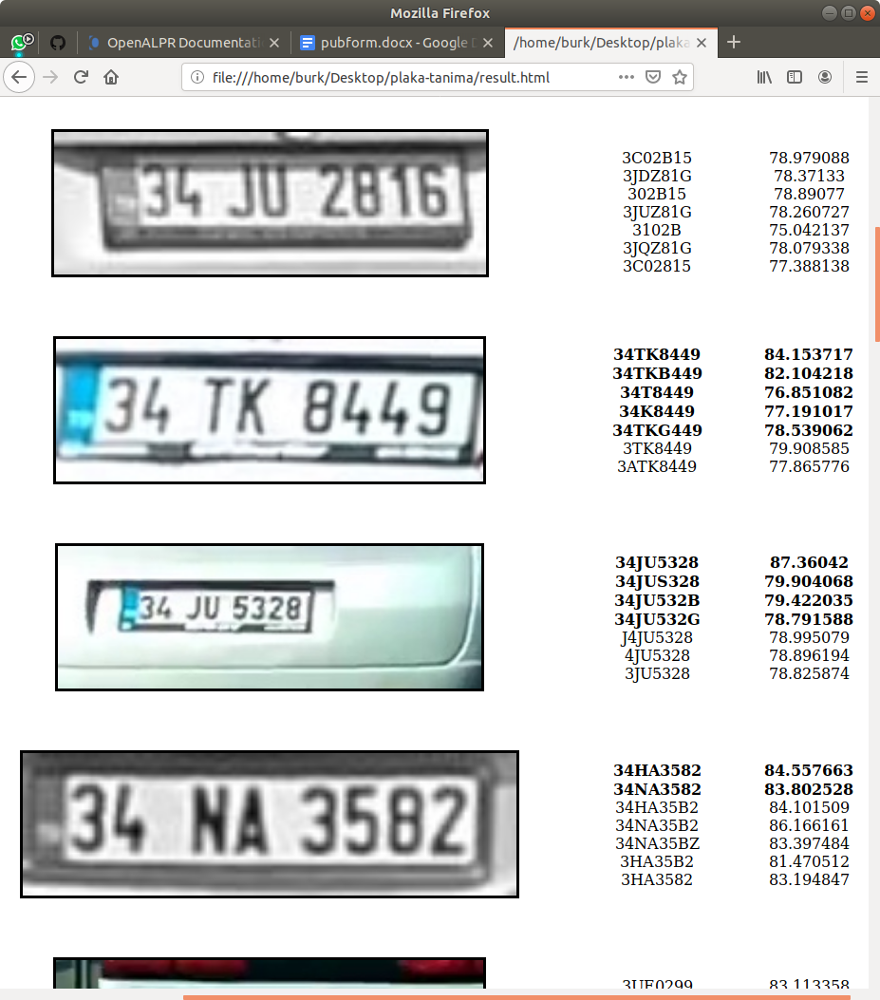 Mozilla Firefox
OpenALPR Documentati
pubform.docx - Google D
/home/burk/Desktop/plaka
file:///home/burk/Desktop/plaka-tanima/result.html
34 JU 2816
3C02B15 78.979088
3JDZ81G 78.37133
302B15 78.89077
3JUZ81G 78.260727
3102B 75.042137
3JQZ81G 78.079338
3C02815 77.388138
34 TK 8449
34TK8449 84.153717
34TKB449 82.104218
34T8449 76.851082
34K8449 77.191017
34TKG449 78.539062
3TK8449 79.908585
3ATK8449 77.865776
34 JU 5328
34JU5328 87.36042
34JUS328 79.904068
34JU532B 79.422035
34JU532G 78.791588
J4JU5328 78.995079
4JU5328 78.896194
3JU5328 78.825874
34 NA 3582
34HA3582 84.557663
34NA3582 83.802528
34HA35B2 84.101509
34NA35B2 86.166161
34NA35BZ 83.397484
3HA35B2 81.470512
3HA3582 83.194847
3UE0299 83.113358